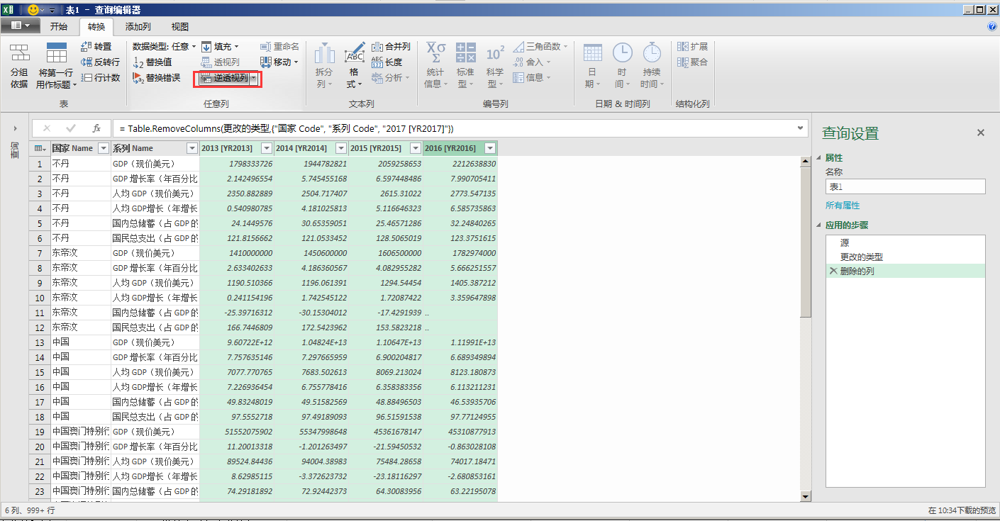 表1 - 查询编辑器
开始 转换 添加列 视图
分组依据 将第一行用作标题 转置 反转行 行计数
表
数据类型: 任意 填充 重命名
替换值 透视列 移动
替换错误 逆透视列
任意列
拆分列 格式 合并列 长度 分析
文本列
统计信息 标准型 科学型 三角函数 舍入 信息
编号列
日期 时间 持续时间
日期 & 时间列
扩展 聚合
结构化列
= Table.RemoveColumns(更改的类型,{"国家 Code", "系列 Code", "2017 [YR2017]"})
查询
国家 Name 系列 Name 2013 [YR2013] 2014 [YR2014] 2015 [YR2015] 2016 [YR2016]
1 不丹 GDP（现价美元） 1798333726 1944782821 2059258653 2212638830
2 不丹 GDP 增长率（年百分比 2.142496554 5.745455168 6.597448486 7.990705411
3 不丹 人均 GDP（现价美元） 2350.882889 2504.717407 2615.31022 2773.547135
4 不丹 人均 GDP增长（年增长 0.540980785 4.181025813 5.116646323 6.585735863
5 不丹 国内总储蓄（占 GDP 的 24.1449576 30.65359051 25.46571286 32.24840265
6 不丹 国民总支出（占 GDP 的 121.8156662 121.0533452 128.5065019 123.3751615
7 东帝汶 GDP（现价美元） 1410000000 1450600000 1606500000 1782974000
8 东帝汶 GDP 增长率（年百分比 2.633402633 4.186360567 4.082955282 5.666251557
9 东帝汶 人均 GDP（现价美元） 1190.510366 1196.061391 1294.54454 1405.387212
10 东帝汶 人均 GDP增长（年增长 0.241154196 1.742545122 1.72087422 3.359647898
11 东帝汶 国内总储蓄（占 GDP 的 -25.39716312 -30.15304012 -17.4291939 ..
12 东帝汶 国民总支出（占 GDP 的 166.7446809 172.5423962 153.5823218 ..
13 中国 GDP（现价美元） 9.60722E+12 1.04824E+13 1.10647E+13 1.11991E+13
14 中国 GDP 增长率（年百分比 7.757635146 7.297665959 6.900204817 6.689349894
15 中国 人均 GDP（现价美元） 7077.770765 7683.502613 8069.213024 8123.180873
16 中国 人均 GDP增长（年增长 7.226936454 6.755778416 6.358383356 6.113211231
17 中国 国内总储蓄（占 GDP 的 49.83248019 49.51582569 48.88496503 46.53935706
18 中国 国民总支出（占 GDP 的 97.5552718 97.49189093 96.51591538 97.77124955
19 中国澳门特别行 GDP（现价美元） 51552075902 55347998648 45361678147 45310877913
20 中国澳门特别行 GDP 增长率（年百分比 11.20013318 -1.201263497 -21.59450532 -0.863028108
21 中国澳门特别行 人均 GDP（现价美元） 89524.84436 94004.38983 75484.28658 74017.18471
22 中国澳门特别行 人均 GDP增长（年增长 8.62985115 -3.372623732 -23.18116297 -2.680853161
23 中国澳门特别行 国内总储蓄（占 GDP 的 74.29181892 72.92442373 64.30083956 63.22195078
查询设置
属性
名称
表1
所有属性
应用的步骤
源
更改的类型
删除的列
6 列、999+ 行
在 10:34下载的预览